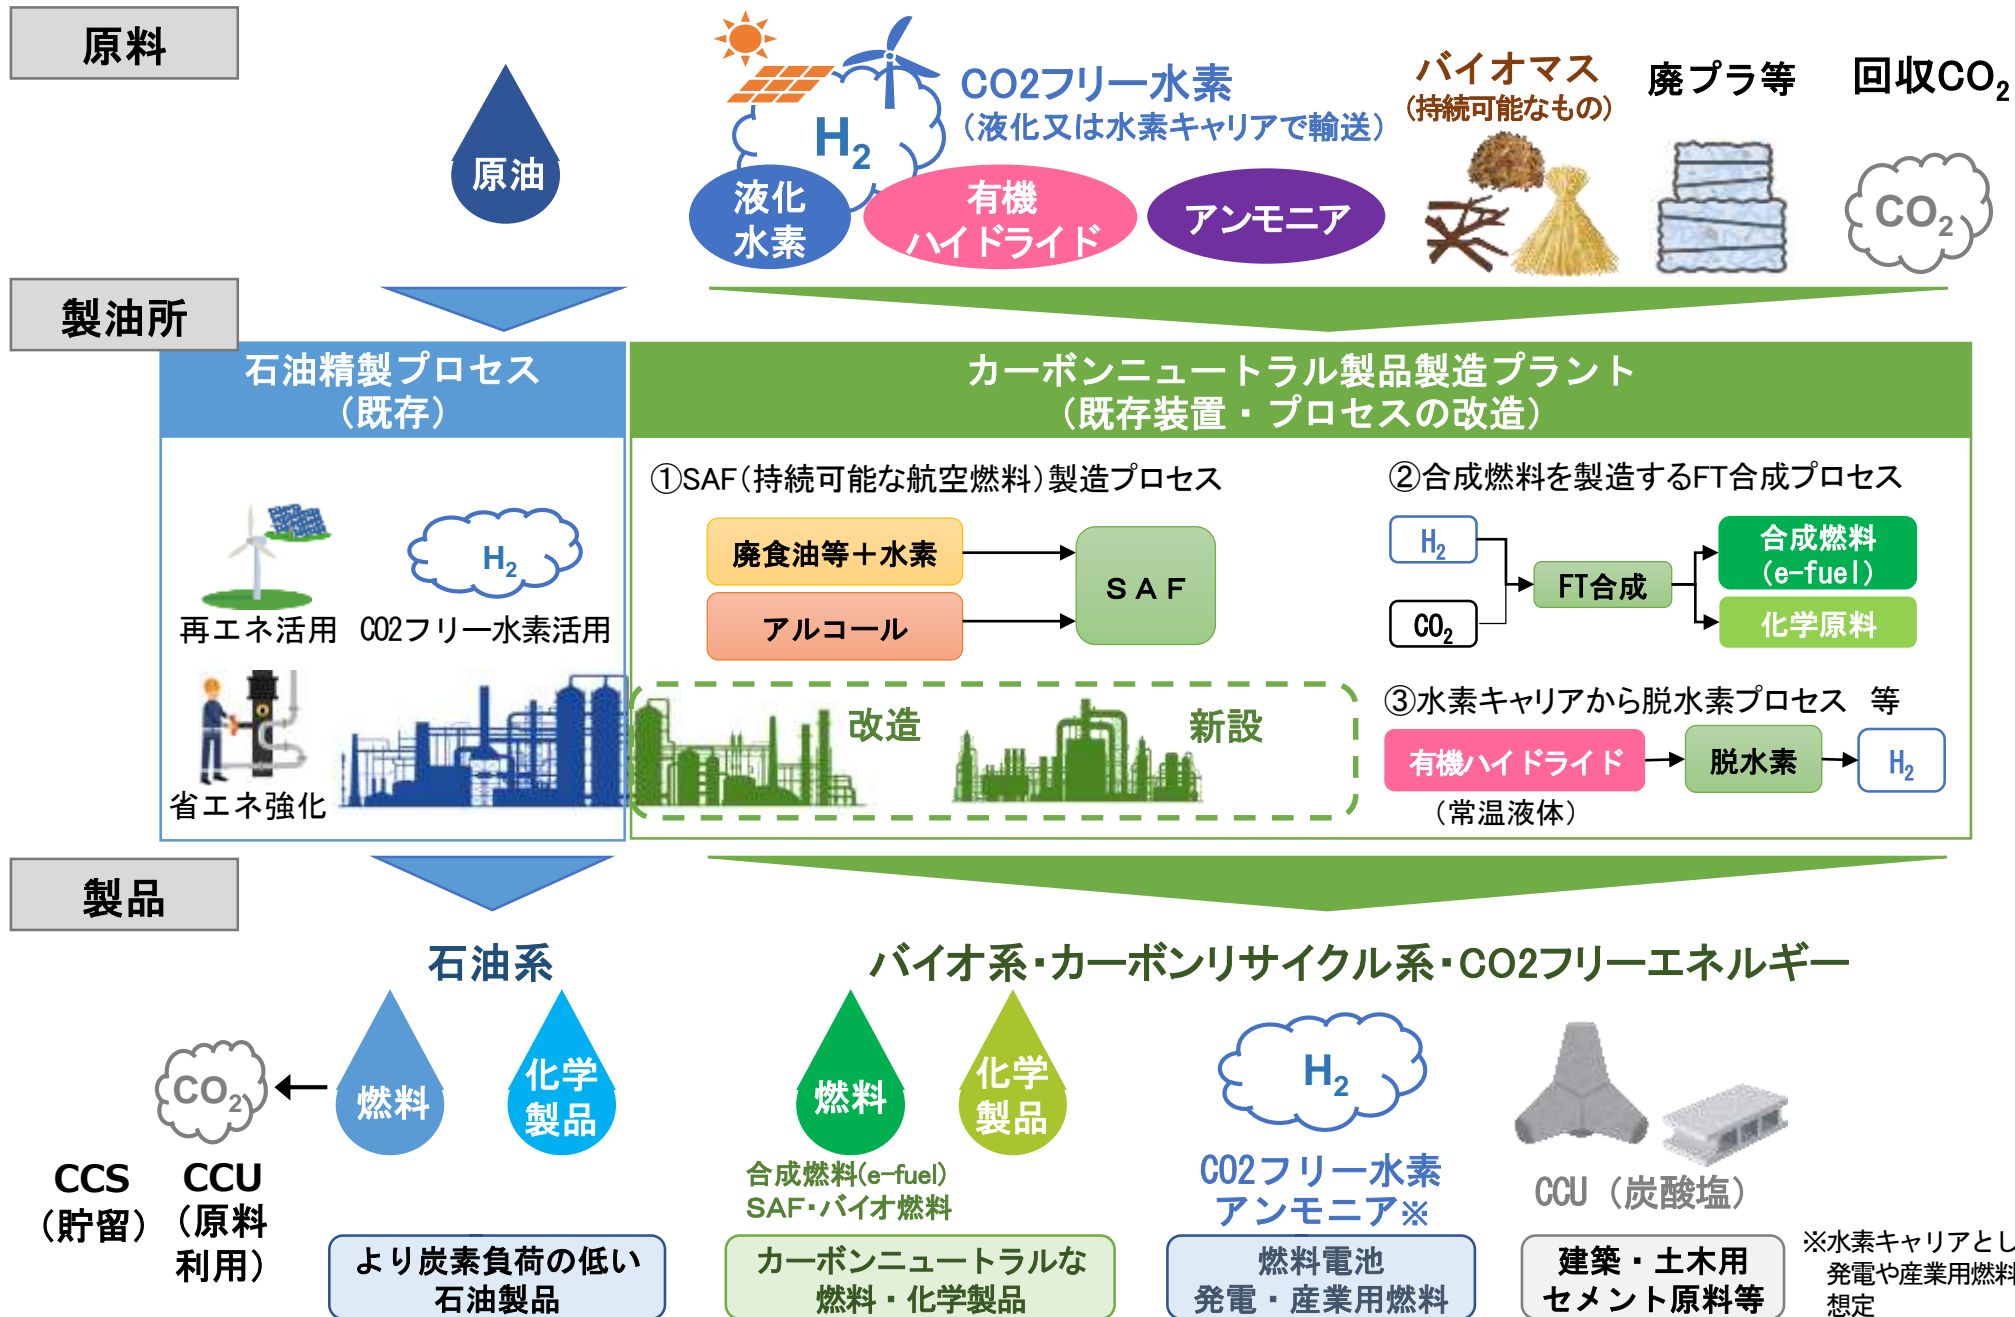 原料
原油
H2
CO2フリー水素
（液化又は水素キャリアで輸送）
液化
水素
有機
ハイドライド
アンモニア
バイオマス
（持続可能なもの）
廃プラ等
回収CO2
CO2
製油所
石油精製プロセス
（既存）
再エネ活用
H2
CO2フリー水素活用
省エネ強化
カーボンニュートラル製品製造プラント
（既存装置・プロセスの改造）
①SAF（持続可能な航空燃料）製造プロセス
廃食油等＋水素
アルコール
ＳＡＦ
②合成燃料を製造するFT合成プロセス
H2
CO2
FT合成
合成燃料
（e-fuel）
化学原料
改造
新設
③水素キャリアから脱水素プロセス　等
有機ハイドライド
（常温液体）
脱水素
H2
製品
石油系
燃料
化学
製品
CO2
CCS
（貯留）
CCU
（原料
利用）
より炭素負荷の低い
石油製品
バイオ系・カーボンリサイクル系・CO2フリーエネルギー
燃料
合成燃料(e-fuel)
SAF・バイオ燃料
化学
製品
カーボンニュートラルな
燃料・化学製品
H2
CO2フリー水素
アンモニア※
燃料電池
発電・産業用燃料
CCU（炭酸塩）
建築・土木用
セメント原料等
※水素キャリアとし
発電や産業用燃料
想定